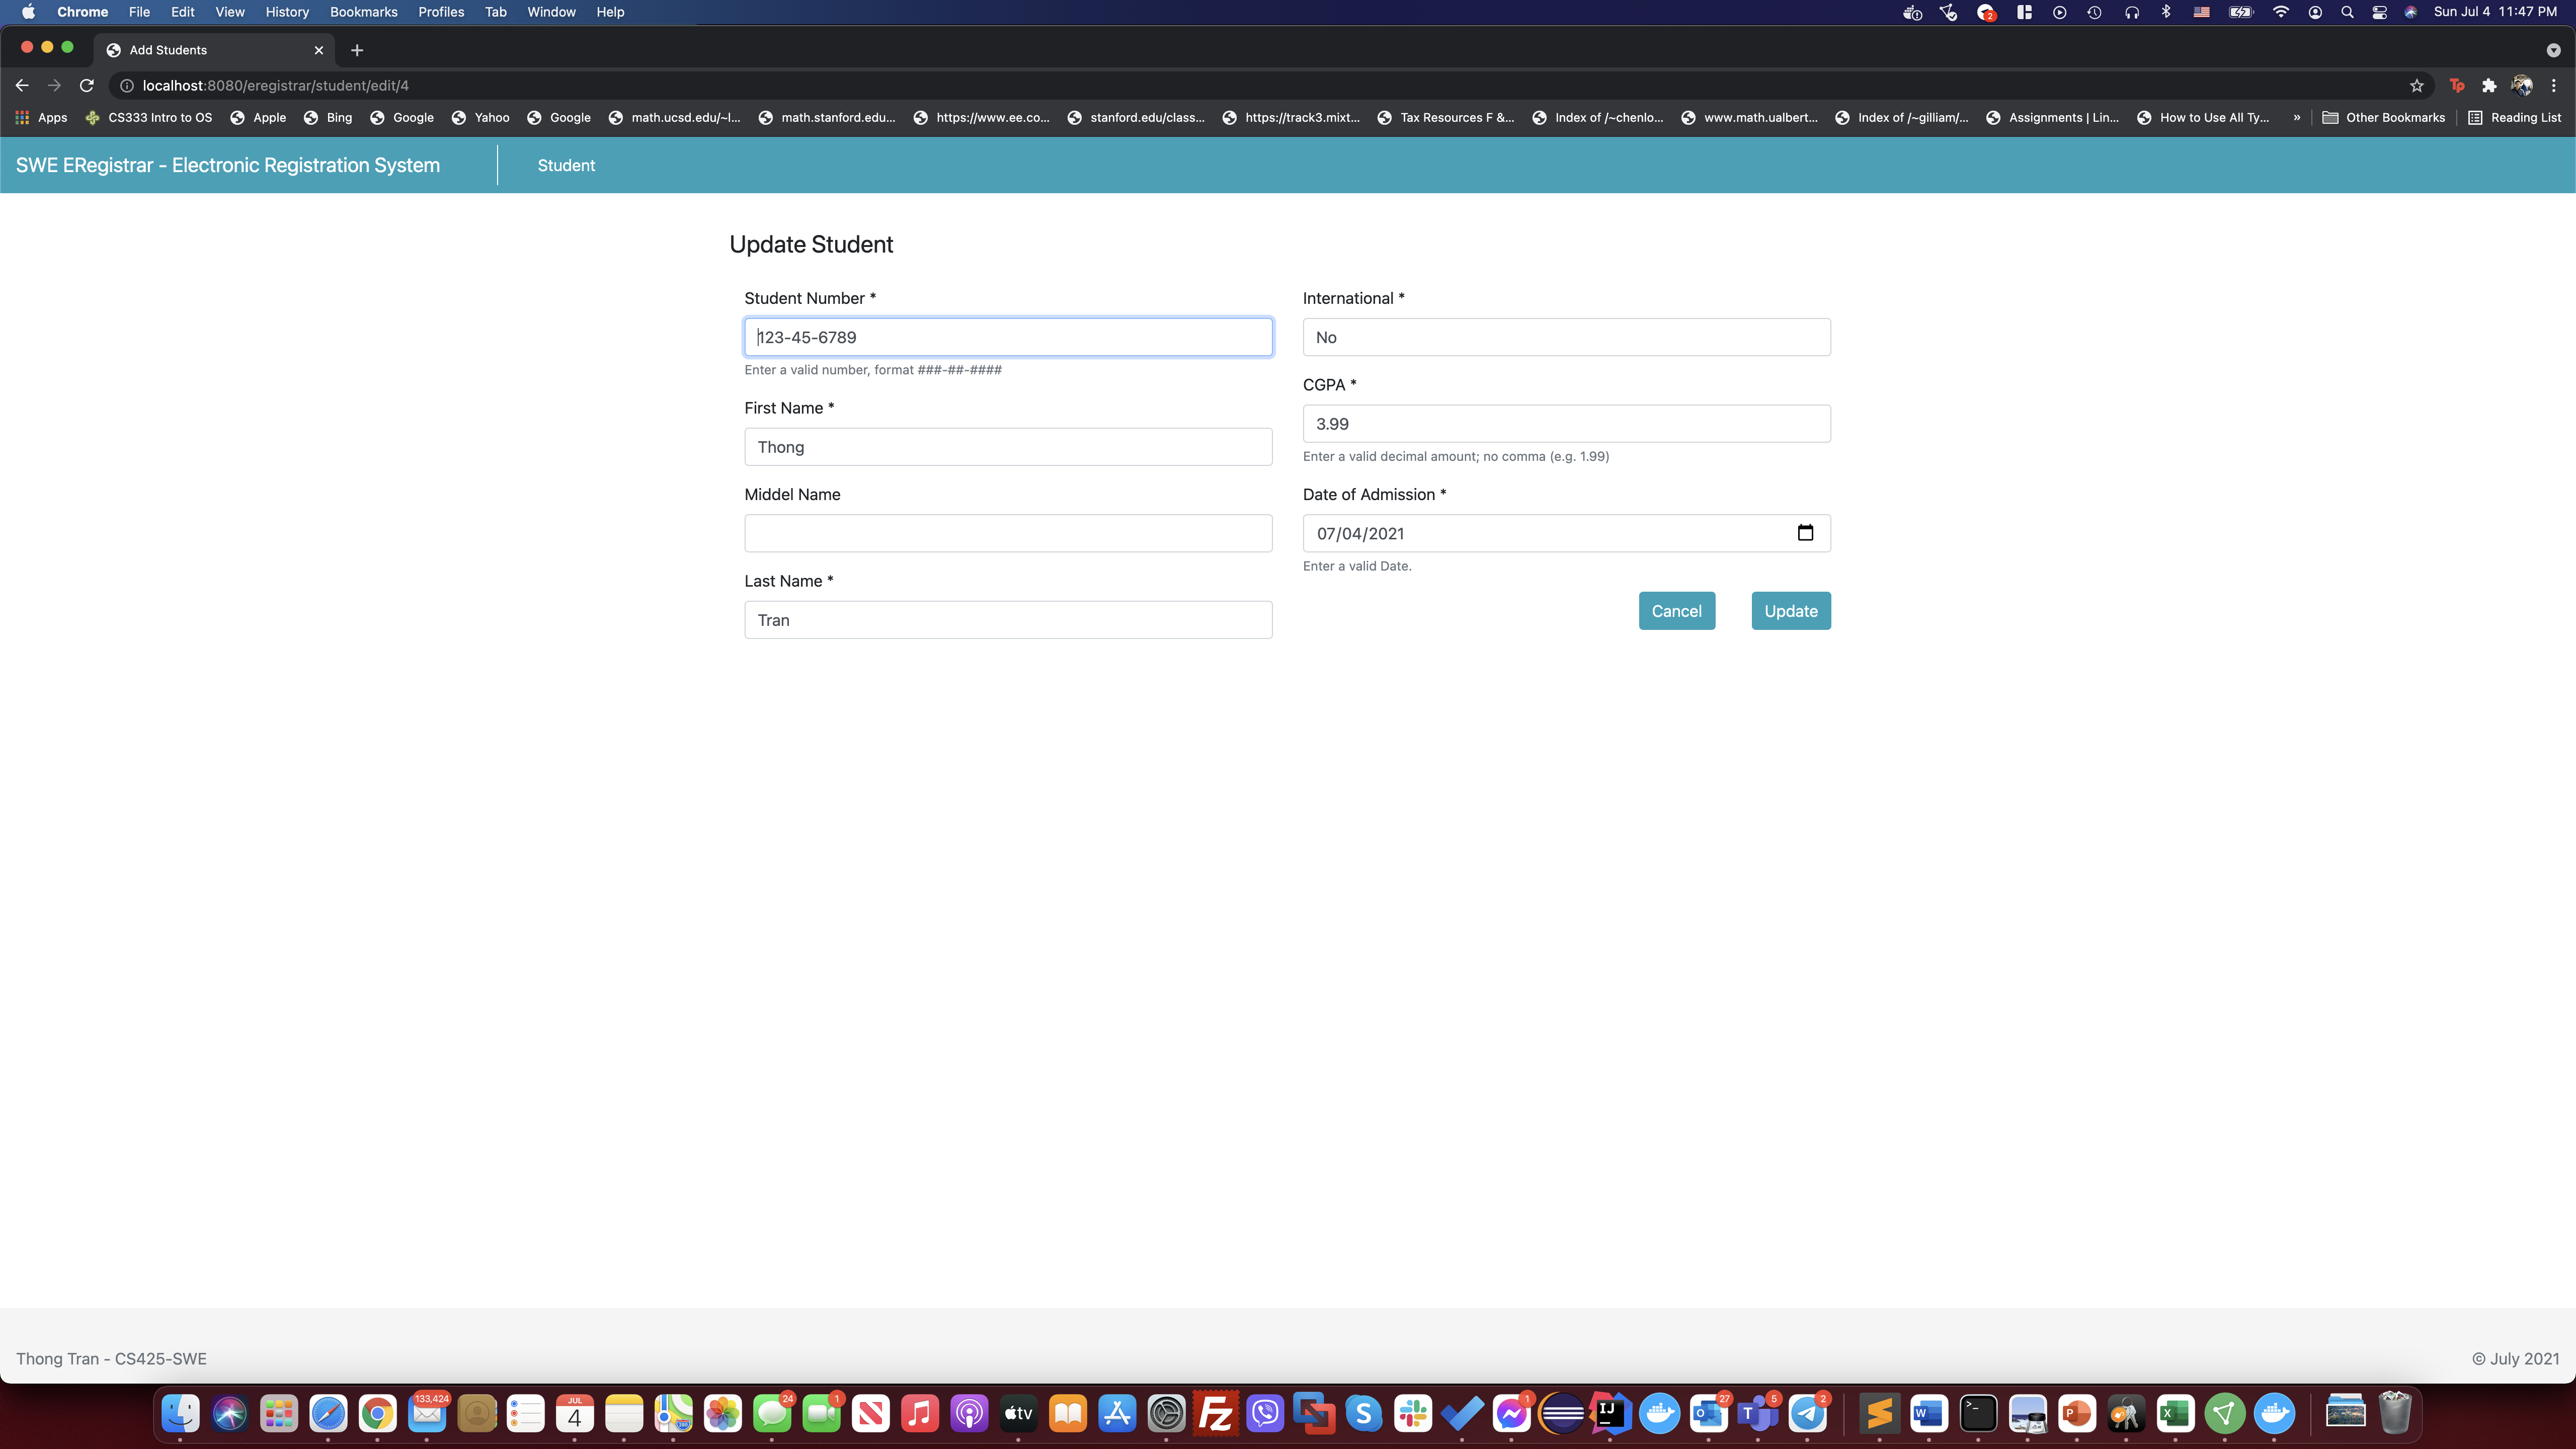 Chrome File Edit View History Bookmarks Profiles Tab Window Help
2
Sun Jul 4 11:47 PM
Add Students
localhost:8080/eregistrar/student/edit/4
Tp
Apps CS333 Intro to OS Apple Bing Google Yahoo Google math.ucsd.edu/~l... math.stanford.edu... https://www.ee.co... stanford.edu/class... https://track3.mixt... Tax Resources F &... Index of /~chenlo... www.math.ualbert... Index of /~gilliam/... Assignments | Lin... How to Use All Ty... » Other Bookmarks Reading List
SWE ERegistrar - Electronic Registration System Student
Update Student
Student Number *
123-45-6789
Enter a valid number, format ###-##-####
First Name *
Thong
Middel Name
Last Name *
Tran
International *
No
CGPA *
3.99
Enter a valid decimal amount; no comma (e.g. 1.99)
Date of Admission *
07/04/2021
Enter a valid Date.
Cancel Update
Thong Tran - CS425-SWE
© July 2021
133,424
JUL
4
24
1
tv
Fz
S
1
IJ
27
T
5
2
W
>_
P
X